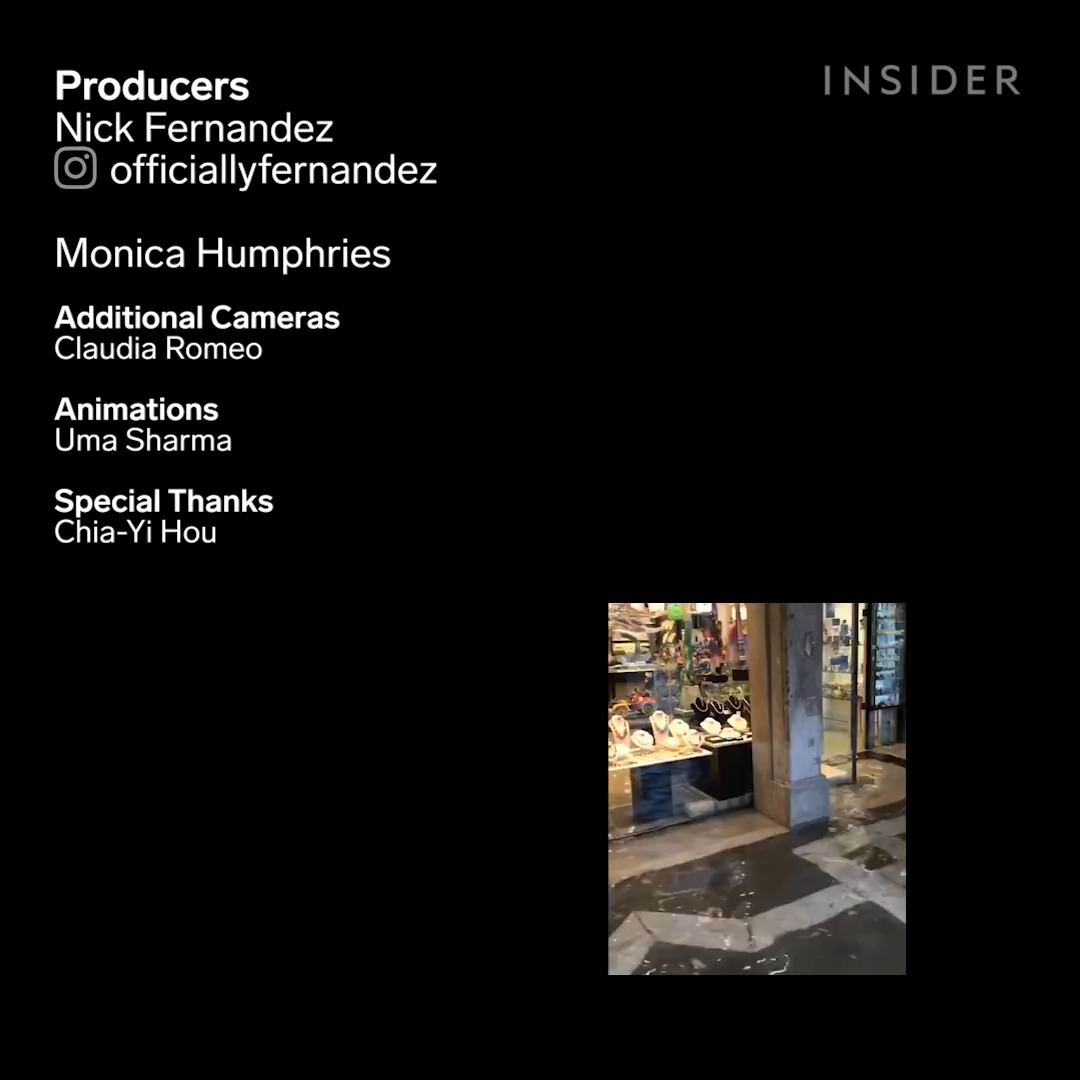 Producers
INSIDER
Nick Fernandez
officiallyfernandez
Monica Humphries
Additional Cameras
Claudia Romeo
Animations
Uma Sharma
Special Thanks
Chia-Yi Hou